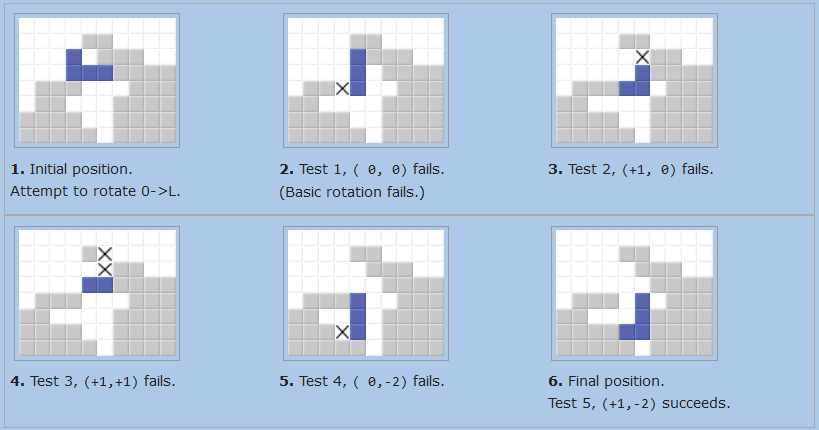 1. Initial position.
Attempt to rotate 0->L.
2. Test 1, ( 0, 0) fails.
(Basic rotation fails.)
3. Test 2, (+1, 0) fails.
4. Test 3, (+1,+1) fails.
5. Test 4, ( 0,-2) fails.
6. Final position.
Test 5, (+1,-2) succeeds.